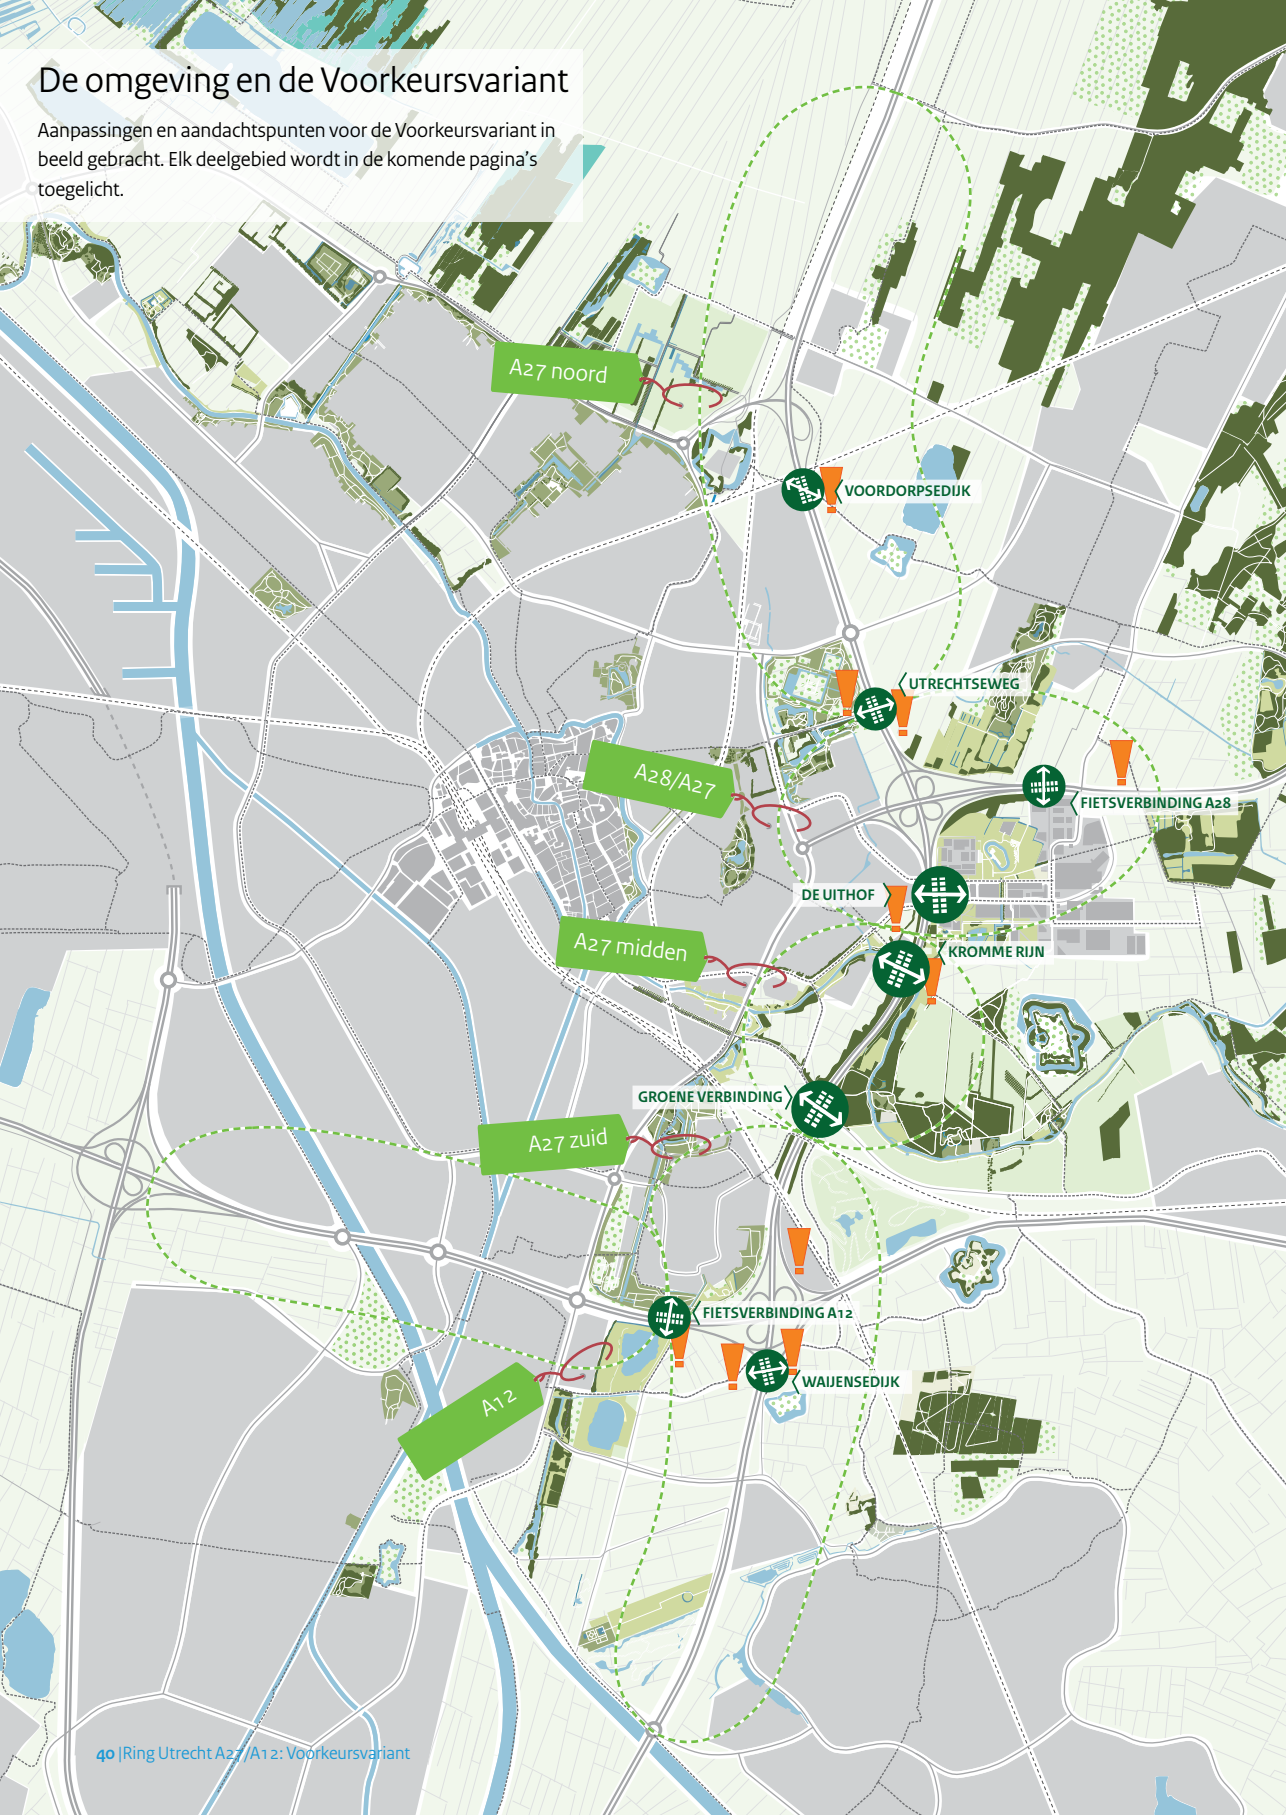 De omgeving en de Voorkeursvariant
Aanpassingen en aandachtspunten voor de Voorkeursvariant in
beeld gebracht. Elk deelgebied wordt in de komende pagina's
toegelicht.
A27 noord
VOORDORPSEDIJK
UTRECHTSEWEG
A28/A27
FIETSVERBINDING A28
DE UITHOF
A27 midden
KROMME RIJN
GROENE VERBINDING
A27 zuid
FIETSVERBINDING A12
WAIJENSEDIJK
A12
40 |Ring Utrecht A27/A12: Voorkeursvariant